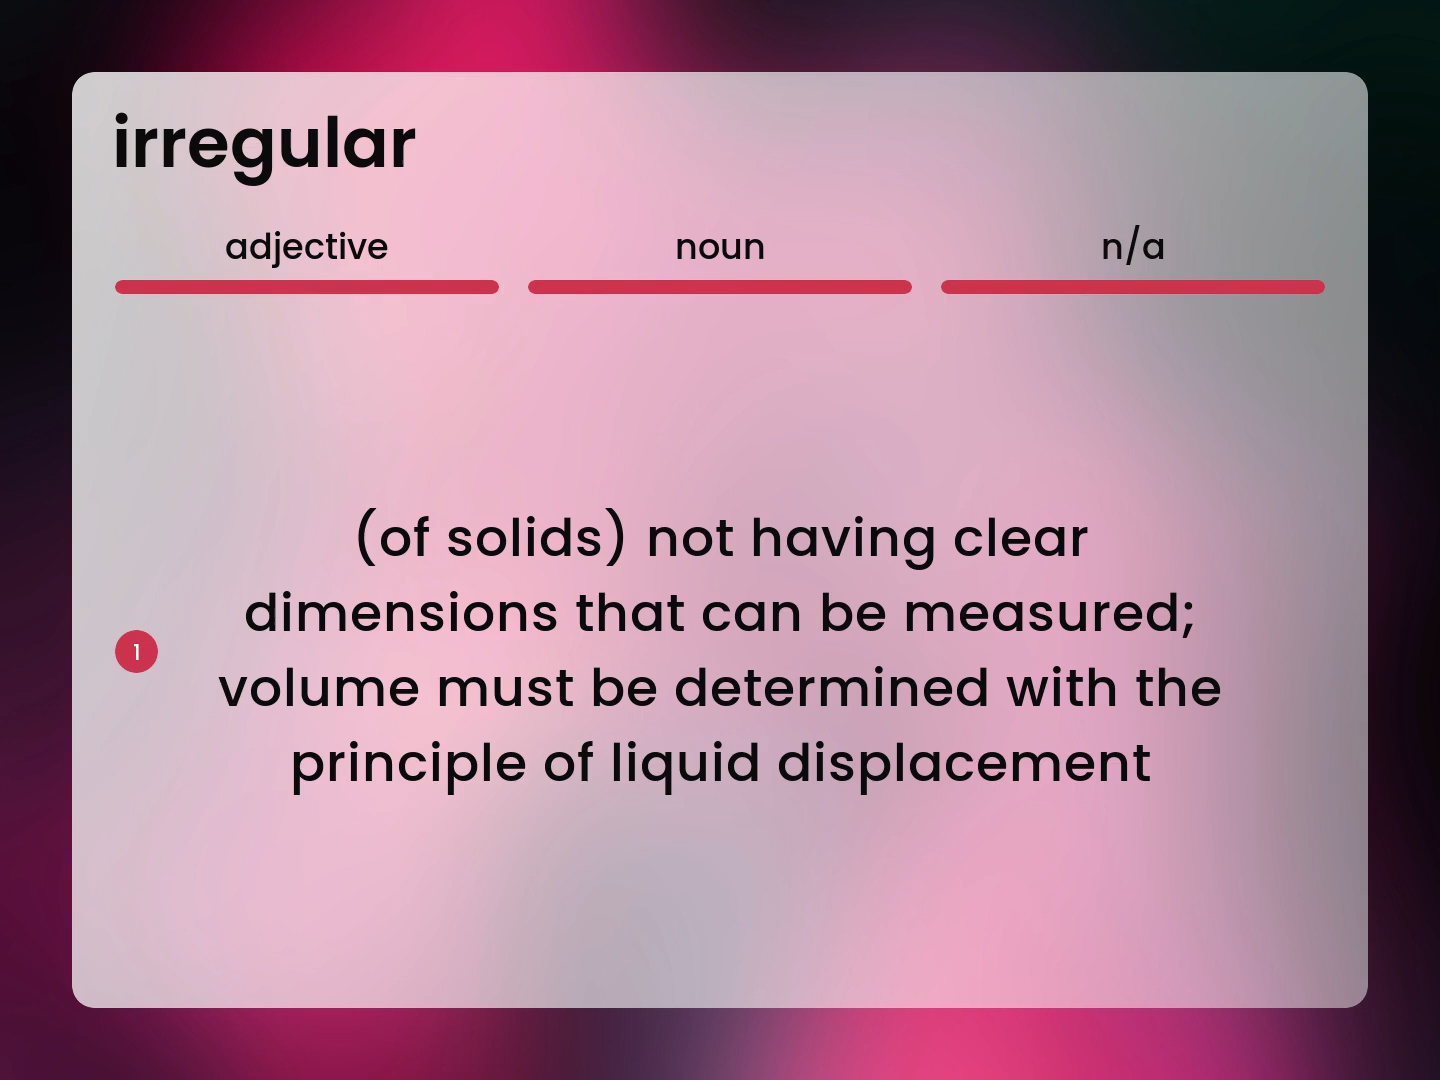 irregular
adjective
noun
n/a
(of solids) not having clear
dimensions that can be measured;
1
volume must be determined with the
principle of liquid displacement